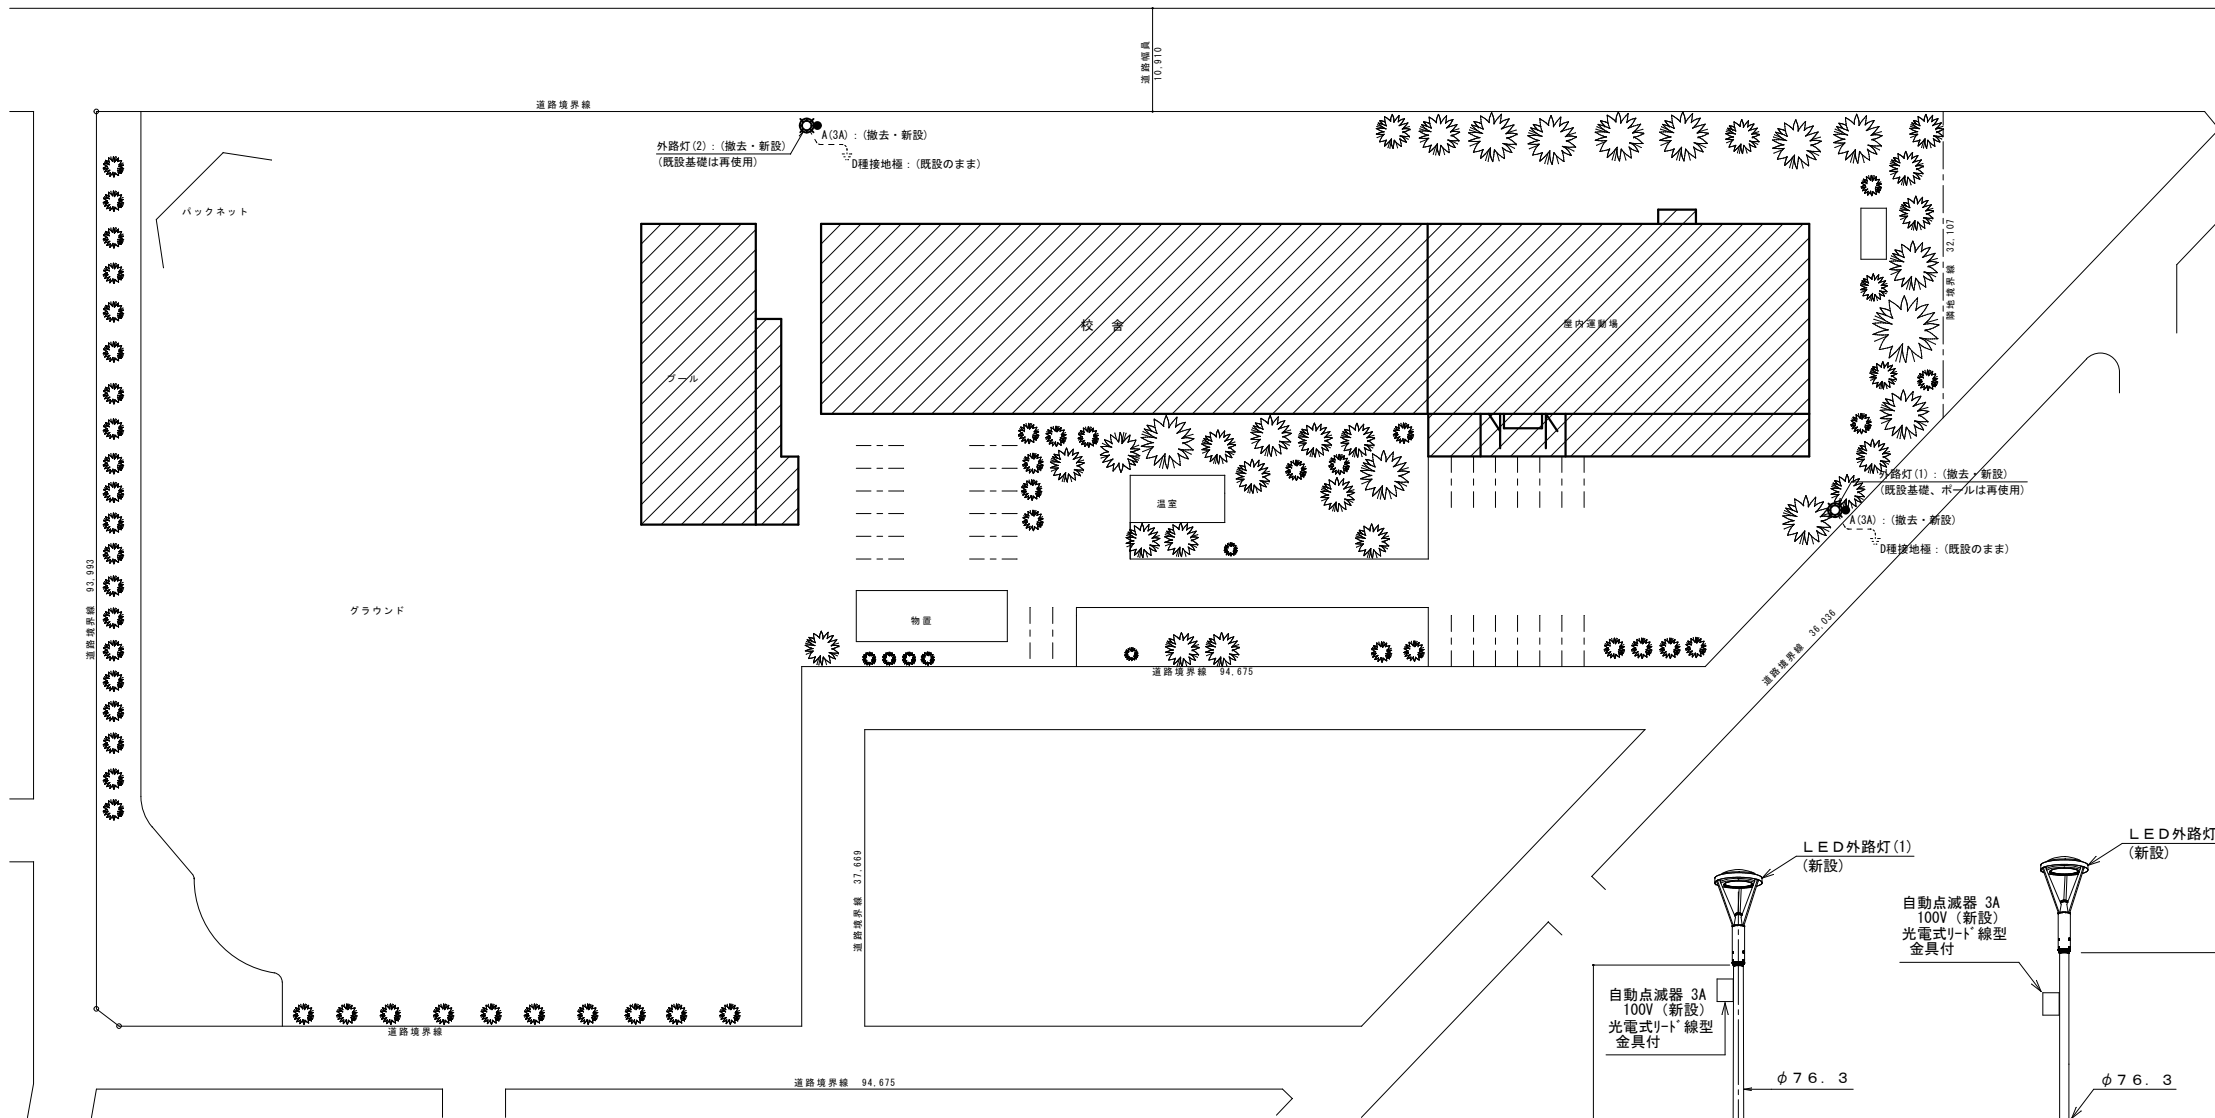 道路幅員
10,910
道路境界線
外路灯(2) : (撤去・新設)
(既設基礎は再使用)
A(3A) : (撤去・新設)
D種接地極 : (既設のまま)
バックネット
隣地境界線 32,107
校 舎
屋内運動場
プール
温室
外路灯(1) : (撤去・新設)
(既設基礎、ポールは再使用)
A(3A) : (撤去・新設)
D種接地極 : (既設のまま)
道路境界線 93,993
グラウンド
物置
道路境界線 94,675
道路境界線 36,036
道路境界線 37,669
道路境界線
道路境界線 94,675
LED外路灯(1)
(新設)
自動点滅器 3A
100V (新設)
光電式リード線型
金具付
φ76.3
LED外路灯
(新設)
自動点滅器 3A
100V (新設)
光電式リード線型
金具付
φ76.3